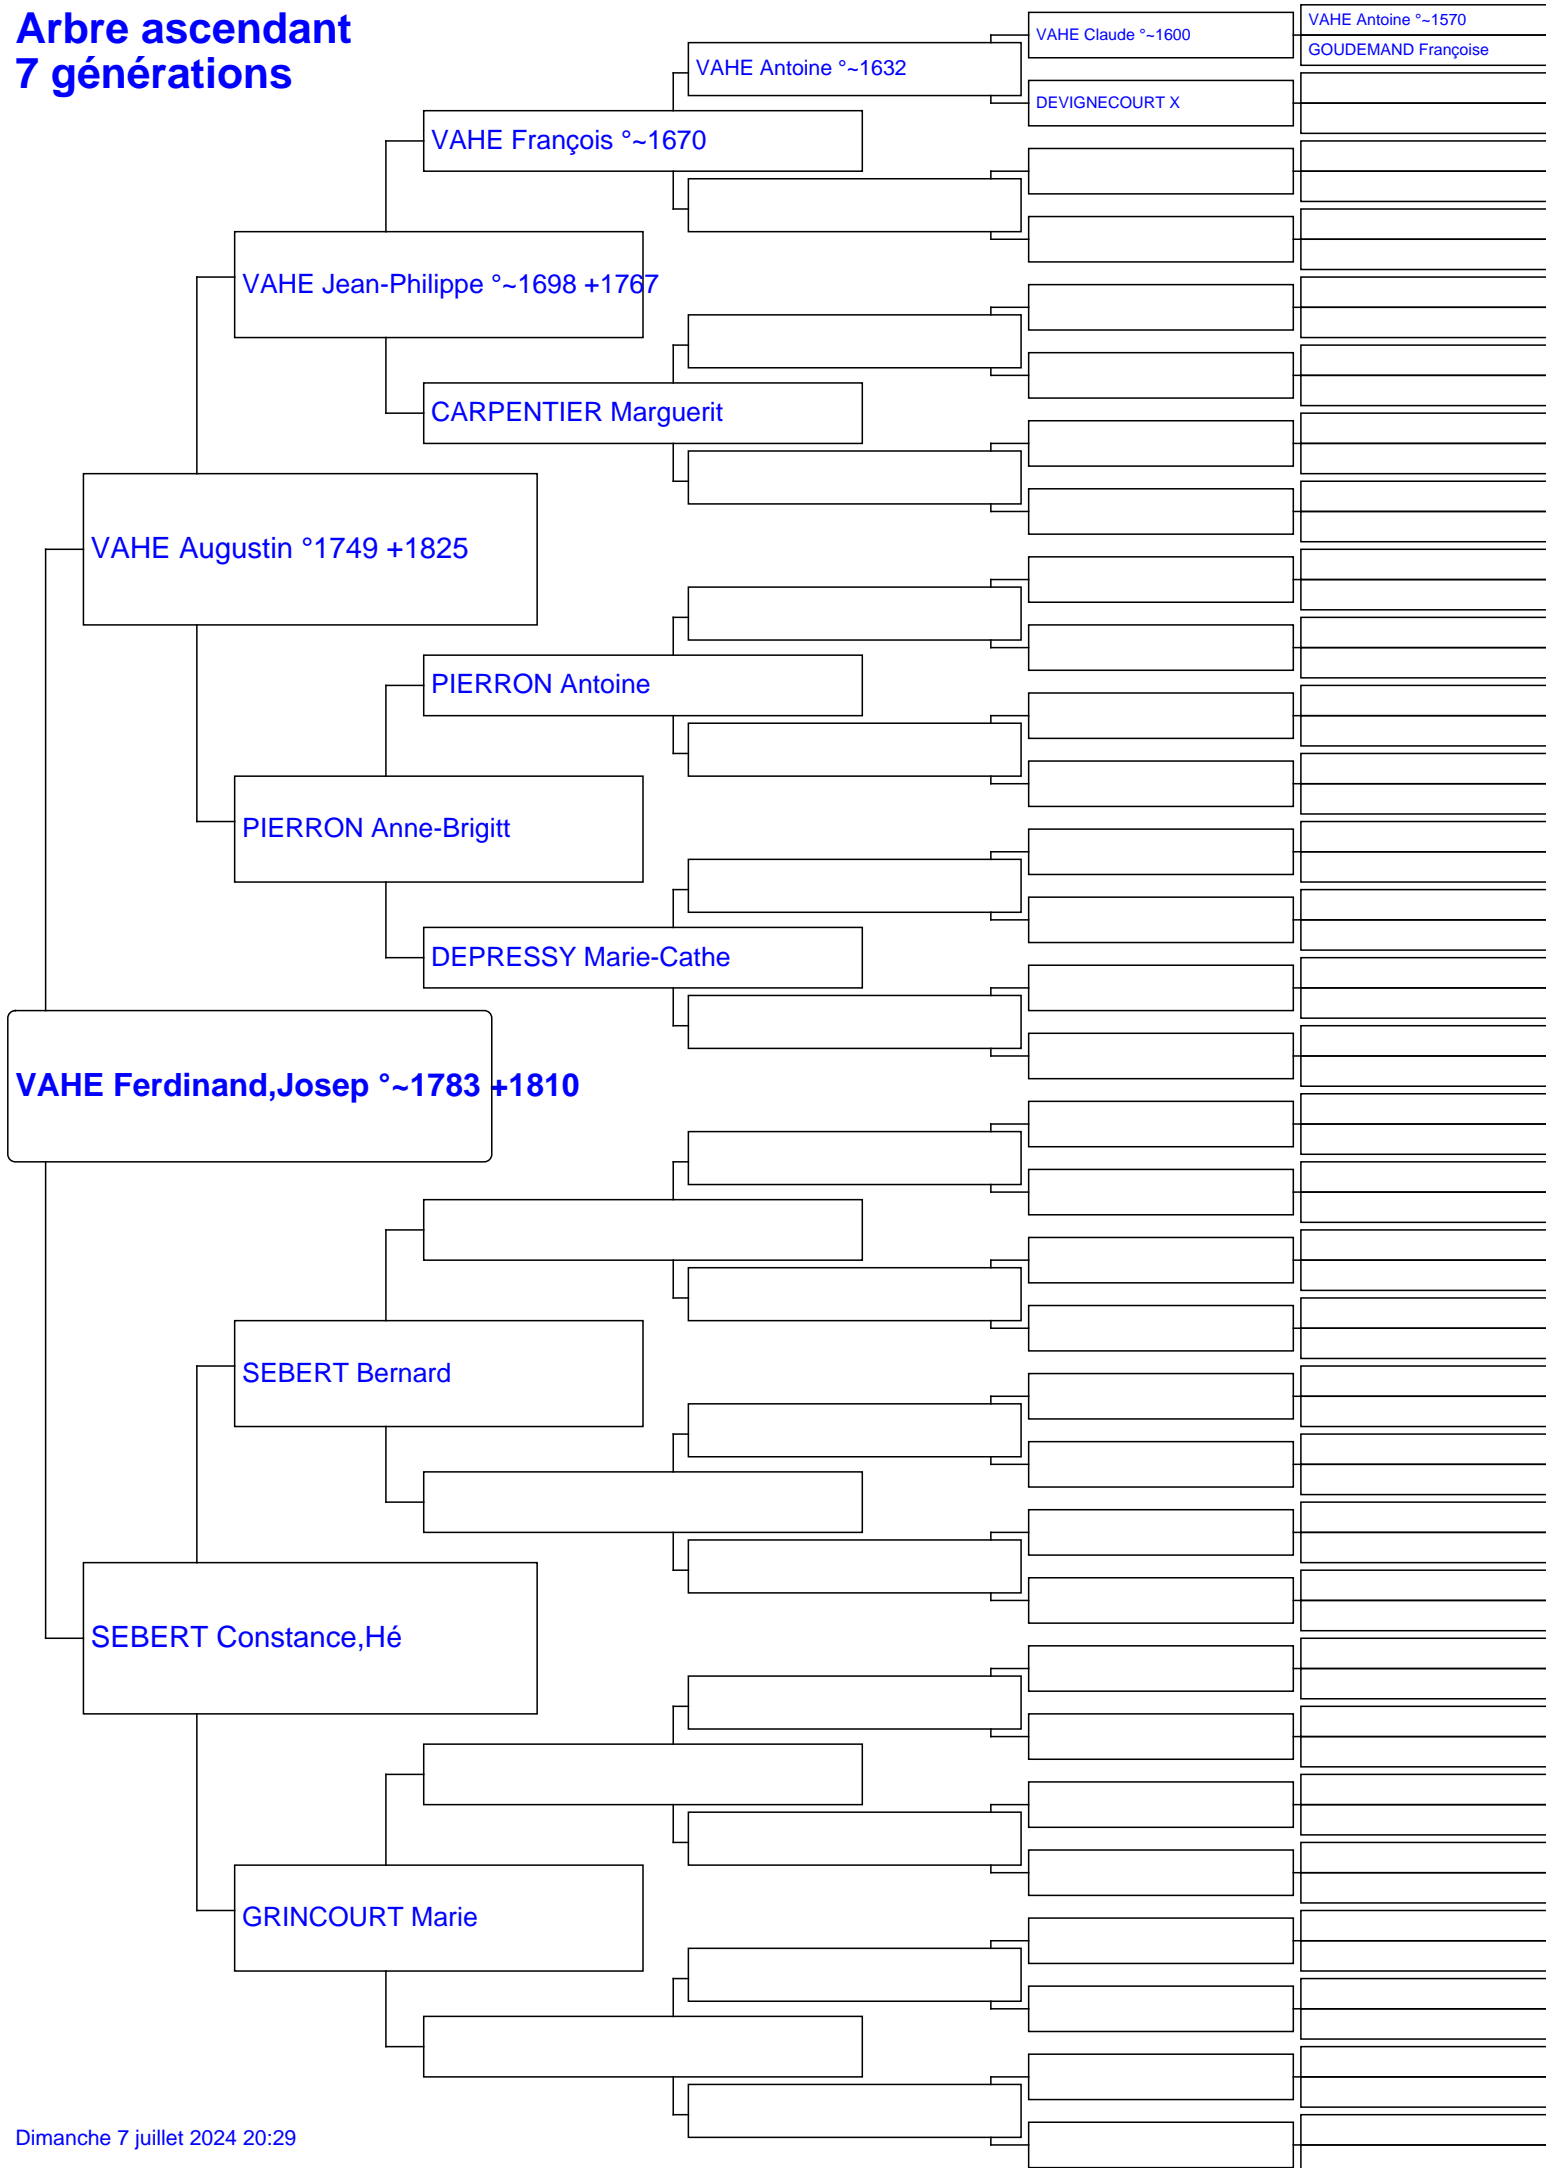 Arbre ascendant
7 générations
VAHE Claude °~1600
VAHE Antoine °~1570
GOUDEMAND Françoise
VAHE Antoine °~1632
DEVIGNECOURT X
VAHE François °~1670
VAHE Jean-Philippe °~1698 +1767
CARPENTIER Marguerit
VAHE Augustin °1749 +1825
PIERRON Antoine
PIERRON Anne-Brigitt
DEPRESSY Marie-Cathe
VAHE Ferdinand,Josep °~1783 +1810
SEBERT Bernard
SEBERT Constance,Hé
GRINCOURT Marie
Dimanche 7 juillet 2024 20:29